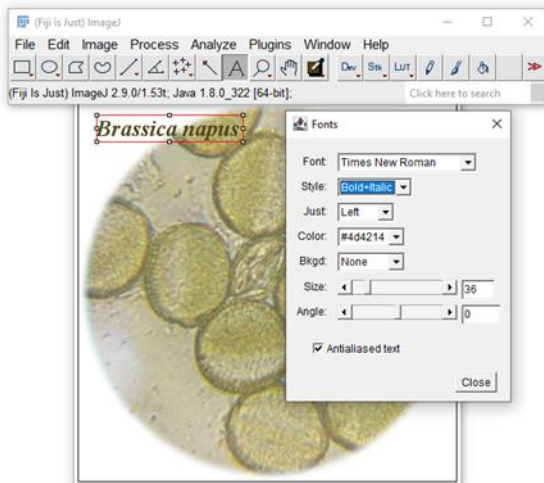 (Fiji Is Just) ImageJ
File Edit Image Process Analyze Plugins Window Help
A Dev Stk LUT
(Fiji Is Just) ImageJ 2.9.0/1.53t; Java 1.8.0_322 [64-bit]; Click here to search
Brassica napus
Fonts
Font: Times New Roman
Style: Bold+Italic
Just: Left
Color: #4d4214
Bkgd: None
Size: 36
Angle: 0
Antialiased text
Close